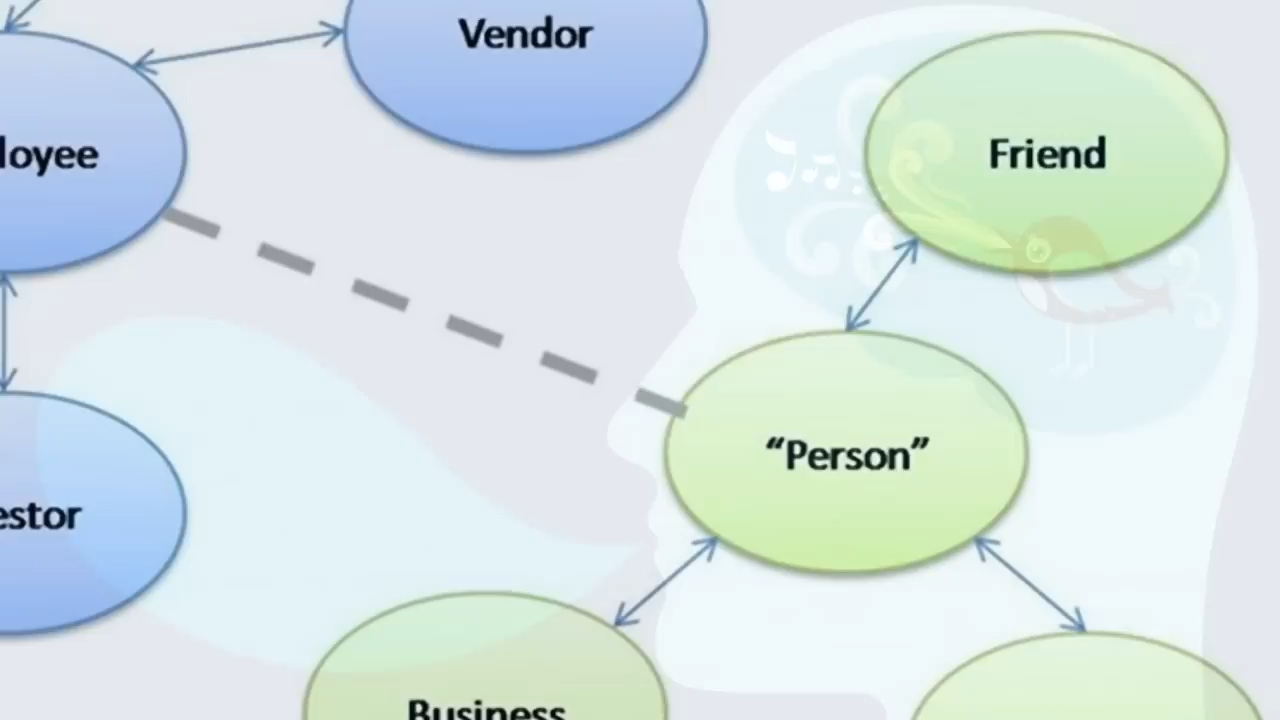 Vendor
loyee
Friend
“Person”
estor
Business